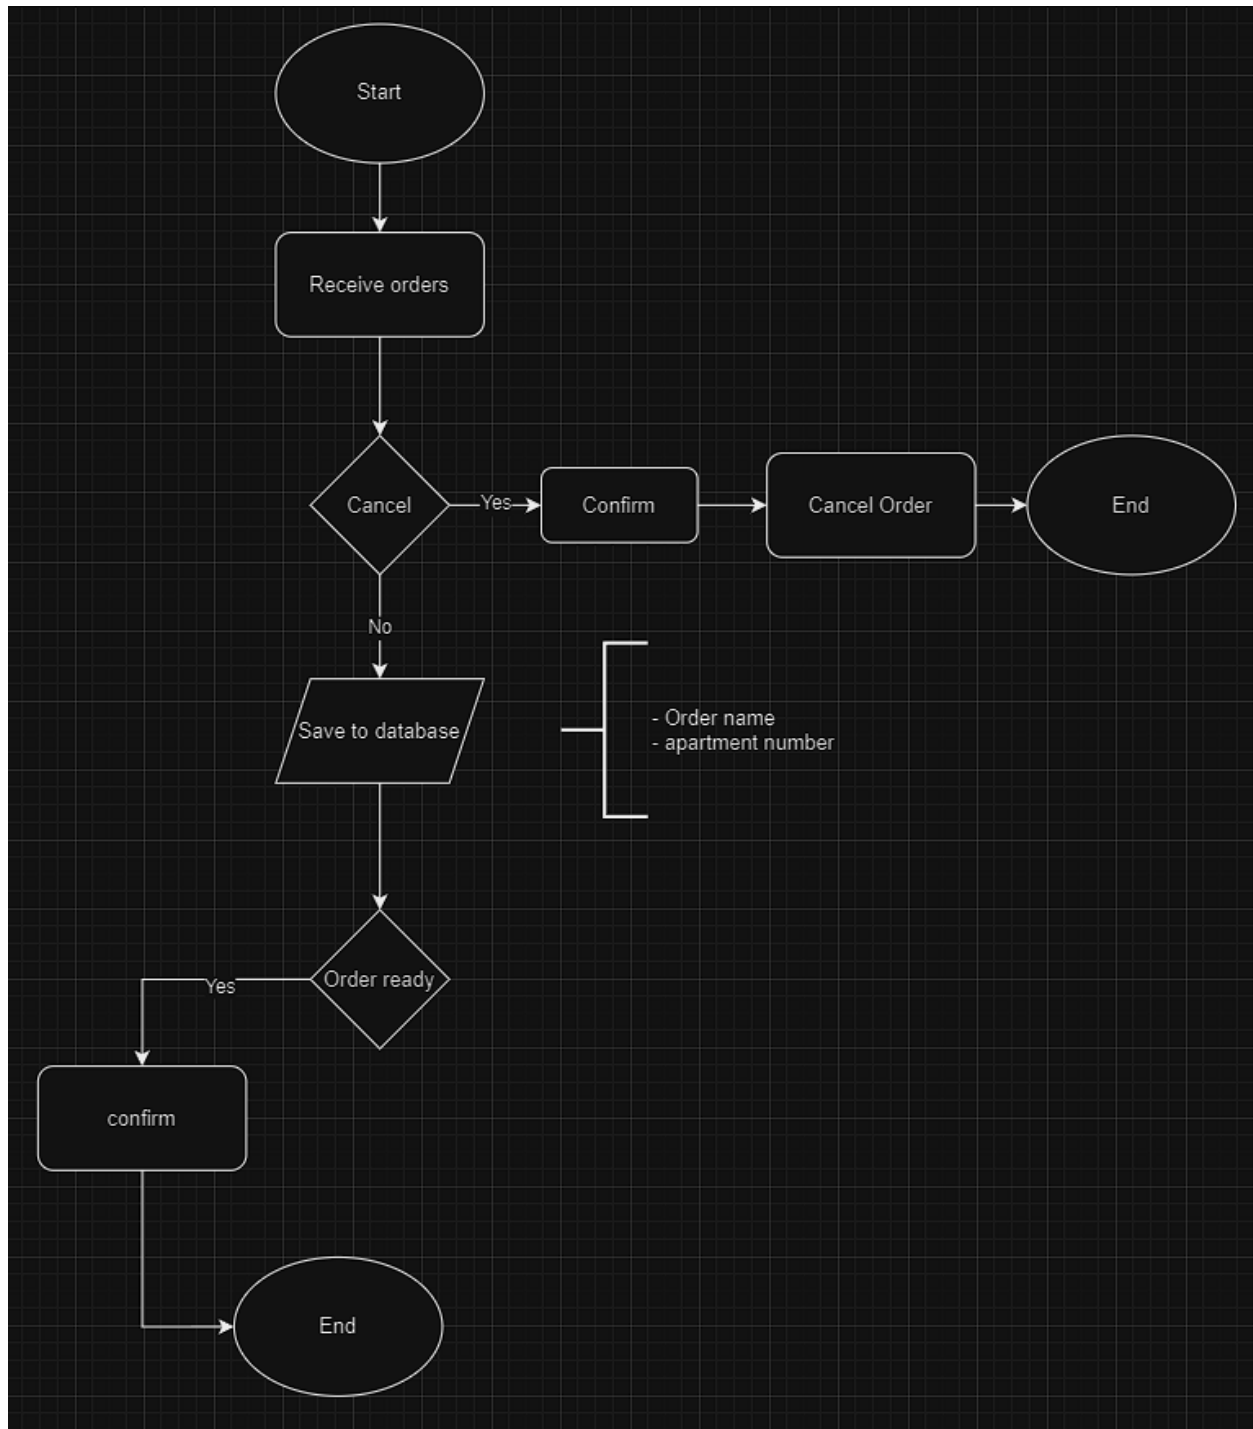 Start
Receive orders
Cancel
Yes
Confirm
Cancel Order
End
No
Save to database
- Order name
- apartment number
Order ready
Yes
confirm
End